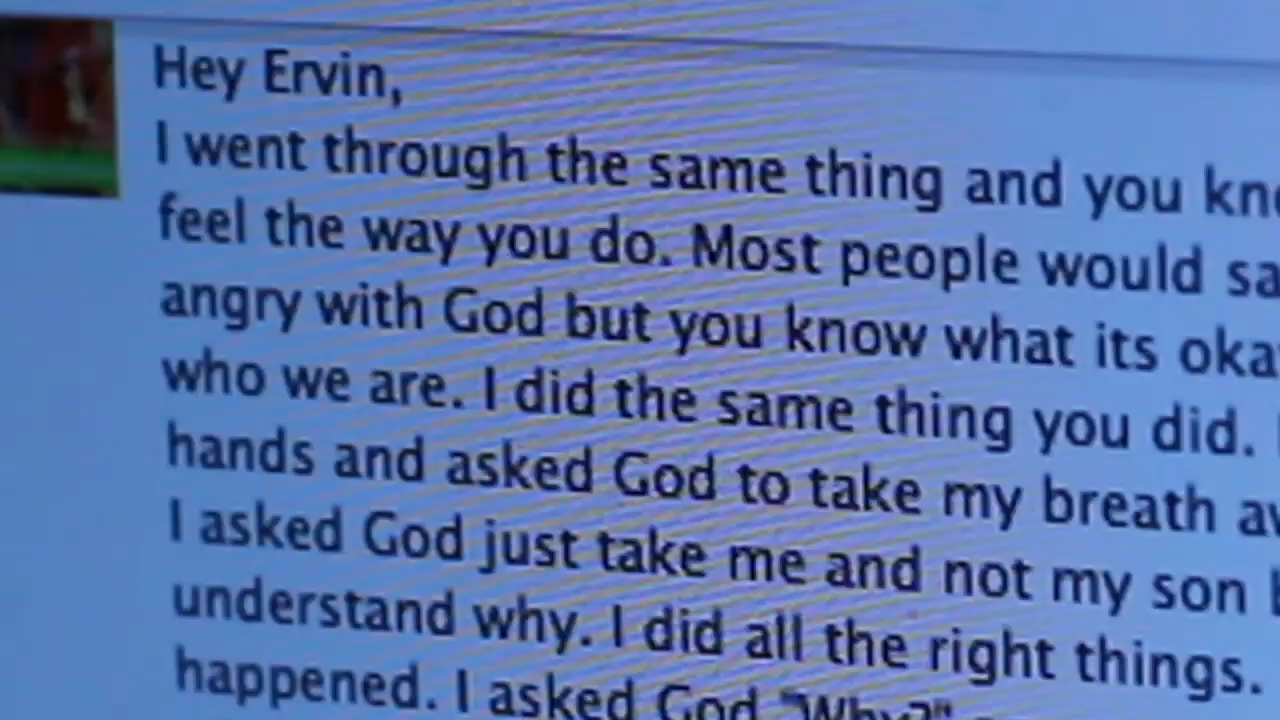 Hey Ervin,
I went through the same thing and you
feel the way you do. Most people would
angry with God but you know what its
who we are. I did the same thing you did.
hands and asked God to take my breath
I asked God just take me and not my son
understand why. I did all the right things.
happened. I asked God "Why?"